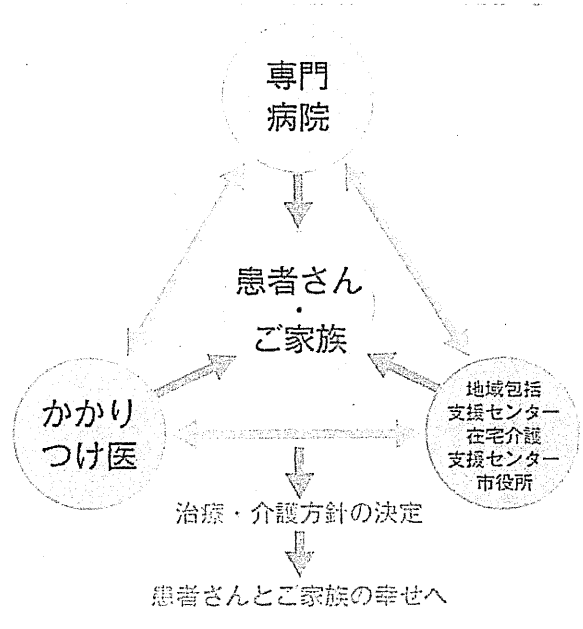 専門
病院
患者さん
・
ご家族
かかり
つけ医
地域包括
支援センター
在宅介護
支援センター
市役所
治療・介護方針の決定
患者さんとご家族の幸せへ